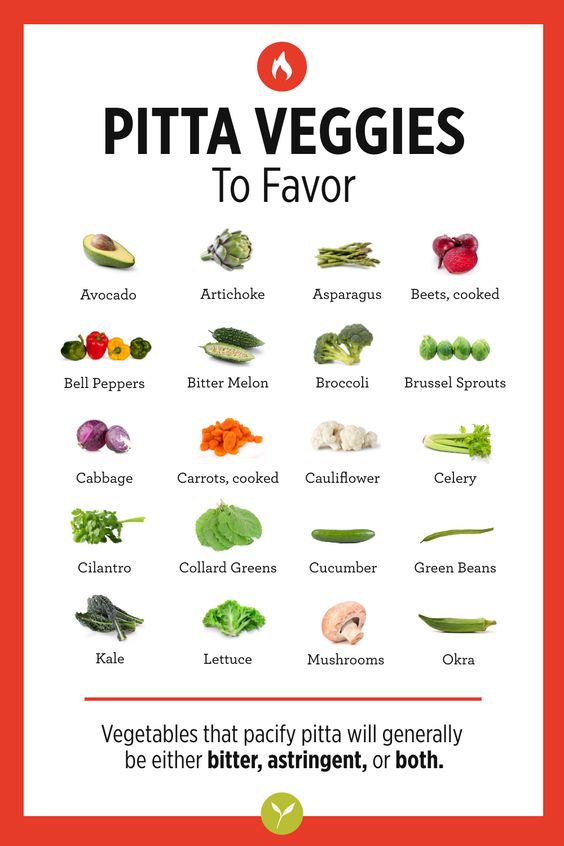 PITTA VEGGIES
To Favor
Avocado
Artichoke
Asparagus
Beets, cooked
Bell Peppers
Bitter Melon
Broccoli
Brussel Sprouts
Cabbage
Carrots, cooked
Cauliflower
Celery
Cilantro
Collard Greens
Cucumber
Green Beans
Kale
Lettuce
Mushrooms
Okra
Vegetables that pacify pitta will generally
be either bitter, astringent, or both.